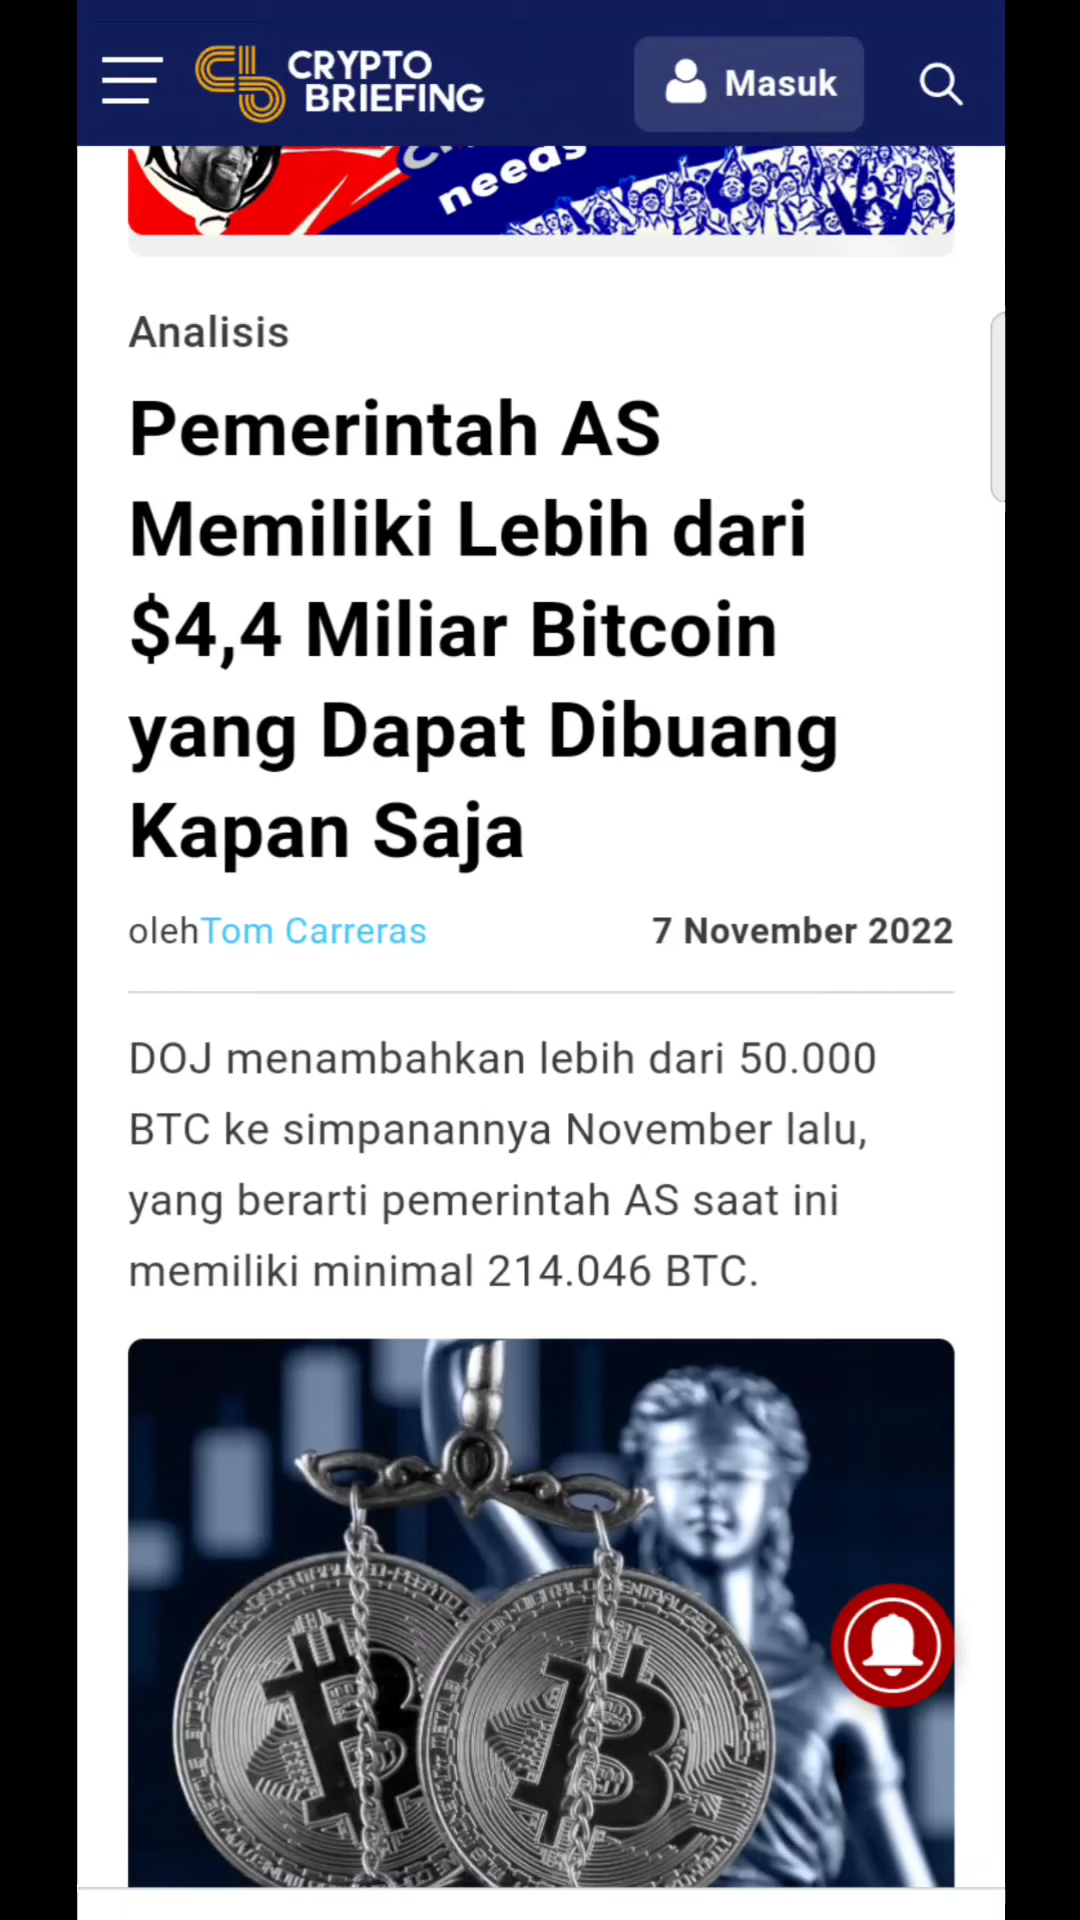 CRYPTO
BRIEFING
Masuk
needs
Analisis
Pemerintah AS
Memiliki Lebih dari
$4,4 Miliar Bitcoin
yang Dapat Dibuang
Kapan Saja
olehTom Carreras
7 November 2022
DOJ menambahkan lebih dari 50.000
BTC ke simpanannya November lalu,
yang berarti pemerintah AS saat ini
memiliki minimal 214.046 BTC.